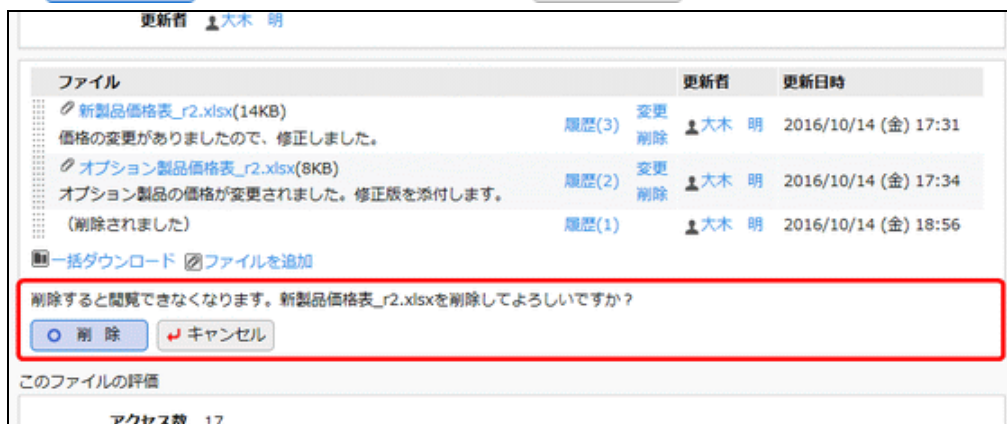 更新者 大木 明
ファイル 更新者 更新日時
新製品価格表_r2.xlsx(14KB)
価格の変更がありましたので、修正しました。
履歴(3) 変更
削除
大木 明 2016/10/14 (金) 17:31
オプション製品価格表_r2.xlsx(8KB)
オプション製品の価格が変更されました。修正版を添付します。
履歴(2) 変更
削除
大木 明 2016/10/14 (金) 17:34
(削除されました) 履歴(1) 大木 明 2016/10/14 (金) 18:56
一括ダウンロード ファイルを追加
削除すると閲覧できなくなります。新製品価格表_r2.xlsxを削除してよろしいですか?
削 除 キャンセル
このファイルの評価
アクセス数 17